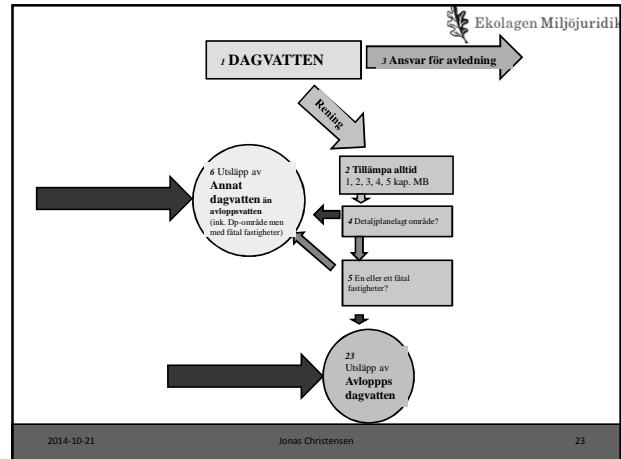 Ekolagen Miljöjuridik
1 DAGVATTEN
3 Ansvar för avledning
Rening
2 Tillämpa alltid
1, 2, 3, 4, 5 kap. MB
6 Utsläpp av
Annat
dagvatten än
avloppsvatten
(ink. Dp-område men
med fåtal fastigheter)
4 Detaljplanelagt område?
5 En eller ett fåtal
fastigheter?
23
Utsläpp av
Avloppps
dagvatten
2014-10-21
Jonas Christensen
23